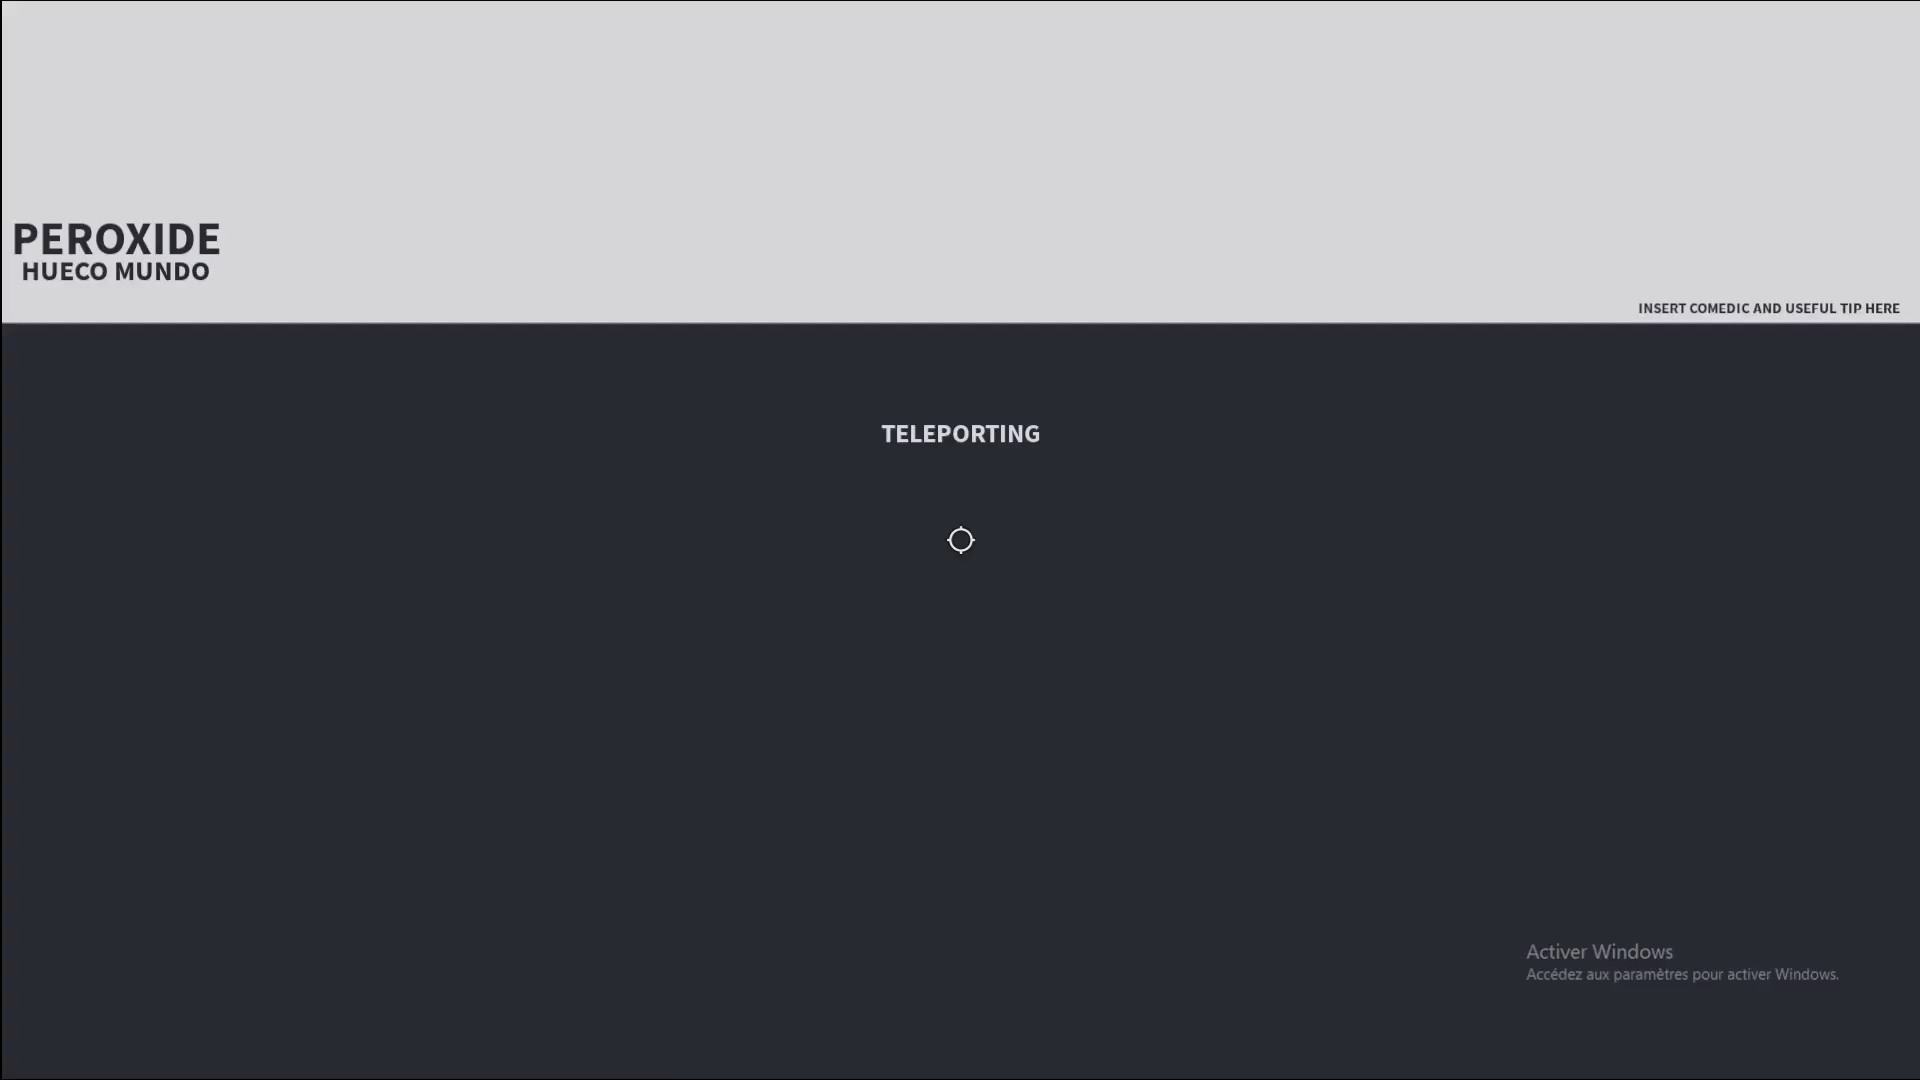 PEROXIDE
HUECO MUNDO
INSERT COMEDIC AND USEFUL TIP HERE
TELEPORTING
Activer Windows
Accédez aux paramètres pour activer Windows.